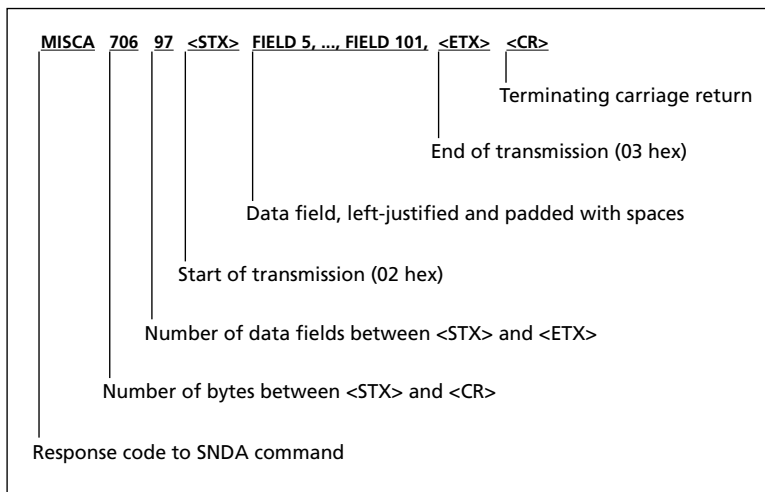 MISCA 706 97 <STX> FIELD 5, ..., FIELD 101, <ETX> <CR>
Terminating carriage return
End of transmission (03 hex)
Data field, left-justified and padded with spaces
Start of transmission (02 hex)
Number of data fields between <STX> and <ETX>
Number of bytes between <STX> and <CR>
Response code to SNDA command